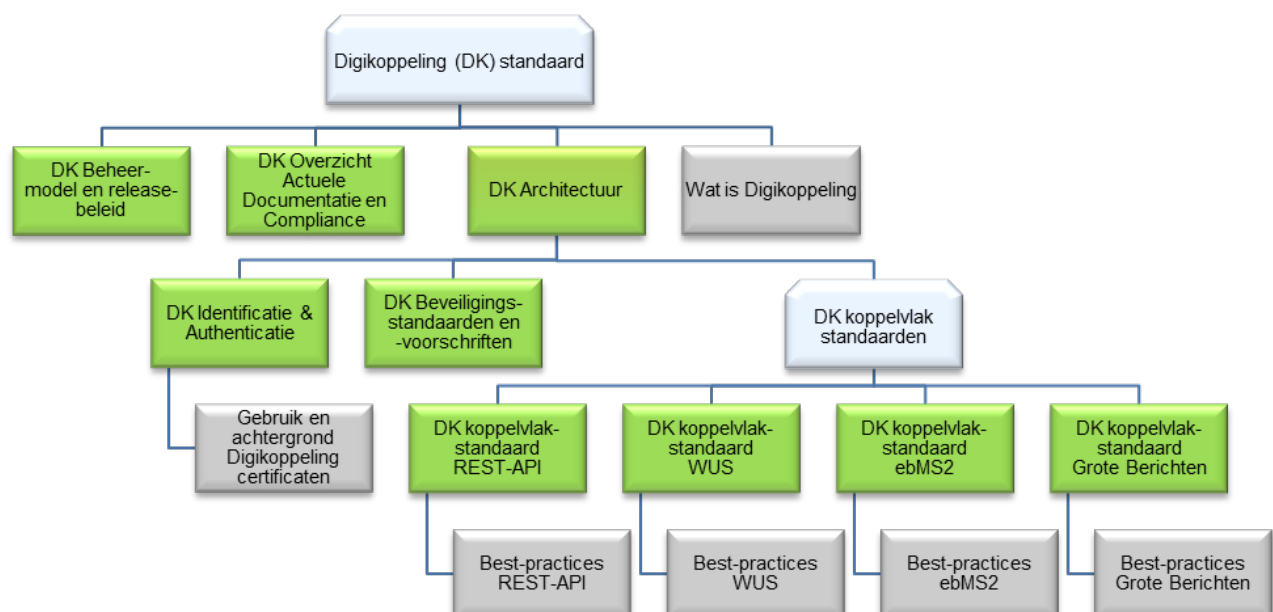 Digikoppeling (DK) standaard
DK Beheer-
model en release-
beleid
DK Overzicht
Actuele
Documentatie en
Compliance
DK Architectuur
Wat is Digikoppeling
DK Identificatie &
Authenticatie
DK Beveiligings-
standaarden en
-voorschriften
DK koppelvlak
standaarden
Gebruik en
achtergrond
Digikoppeling
certificaten
DK koppelvlak-
standaard
REST-API
DK koppelvlak-
standaard
WUS
DK koppelvlak-
standaard
ebMS2
DK koppelvlak-
standaard
Grote Berichten
Best-practices
REST-API
Best-practices
WUS
Best-practices
ebMS2
Best-practices
Grote Berichten